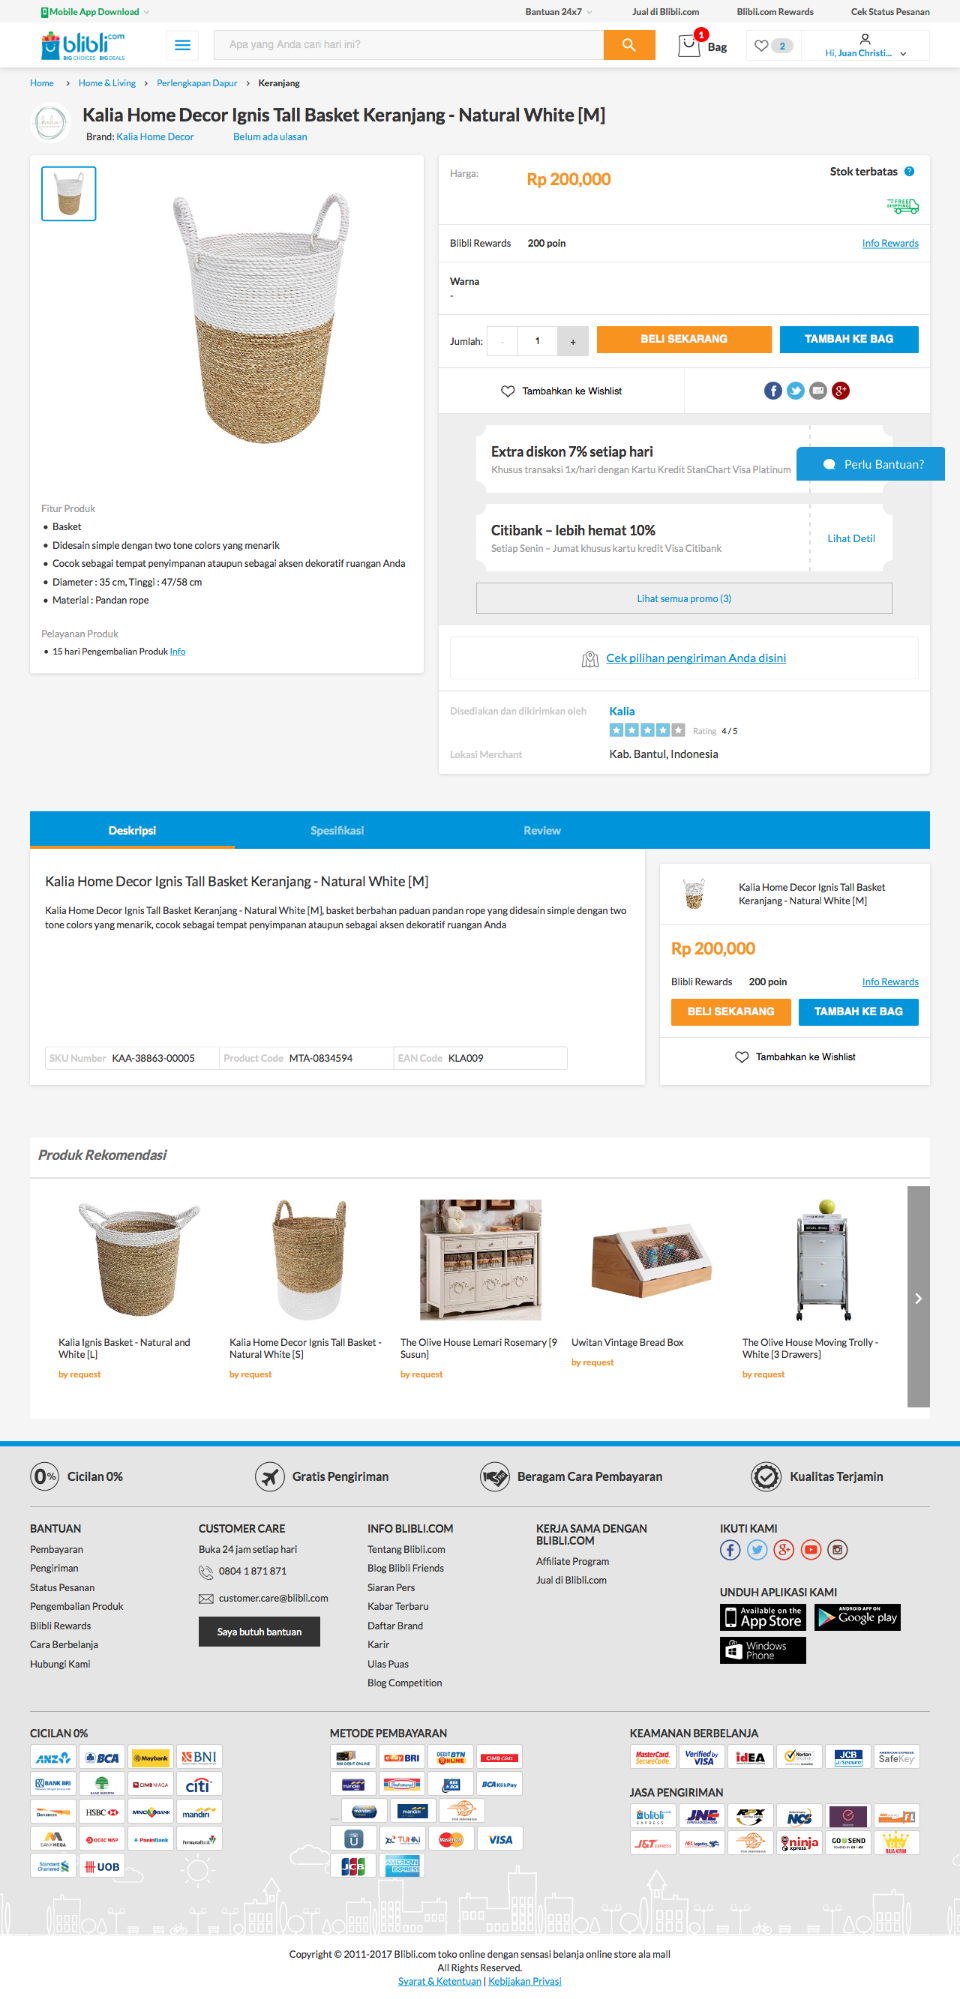 Mobile App Download
Bantuan 24x7
Jual di Blibli.com
Blibli.com Rewards
Cek Status Pesanan
blibli.com
BIG CHOICES BIG DEALS
Apa yang Anda cari hari ini?
1
Bag
2
Hi, Juan Christi...
Home > Home & Living > Perlengkapan Dapur > Keranjang
Kalia Home Decor Ignis Tall Basket Keranjang - Natural White [M]
Brand: Kalia Home Decor
Belum ada ulasan
Harga:
Rp 200,000
Stok terbatas ?
FREE SHIPPING
Blibli Rewards 200 poin
Info Rewards
Warna
-
Jumlah: - 1 +
BELI SEKARANG
TAMBAH KE BAG
Tambahkan ke Wishlist
Extra diskon 7% setiap hari
Khusus transaksi 1x/hari dengan Kartu Kredit StanChart Visa Platinum
Perlu Bantuan?
Citibank – lebih hemat 10%
Setiap Senin – Jumat khusus kartu kredit Visa Citibank
Lihat Detil
Lihat semua promo (3)
Cek pilihan pengiriman Anda disini
Disediakan dan dikirimkan oleh
Kalia
Rating 4 / 5
Lokasi Merchant
Kab. Bantul, Indonesia
Fitur Produk
• Basket
• Didesain simple dengan two tone colors yang menarik
• Cocok sebagai tempat penyimpanan ataupun sebagai aksen dekoratif ruangan Anda
• Diameter : 35 cm, Tinggi : 47/58 cm
• Material : Pandan rope
Pelayanan Produk
• 15 hari Pengembalian Produk Info
Deskripsi
Spesifikasi
Review
Kalia Home Decor Ignis Tall Basket Keranjang - Natural White [M]
Kalia Home Decor Ignis Tall Basket Keranjang - Natural White [M], basket berbahan paduan pandan rope yang didesain simple dengan two
tone colors yang menarik, cocok sebagai tempat penyimpanan ataupun sebagai aksen dekoratif ruangan Anda
SKU Number KAA-38863-00005
Product Code MTA-0834594
EAN Code KLA009
Kalia Home Decor Ignis Tall Basket
Keranjang - Natural White [M]
Rp 200,000
Blibli Rewards 200 poin
Info Rewards
BELI SEKARANG
TAMBAH KE BAG
Tambahkan ke Wishlist
Produk Rekomendasi
Kalia Ignis Basket - Natural and
White [L]
by request
Kalia Home Decor Ignis Tall Basket -
Natural White [S]
by request
The Olive House Lemari Rosemary [9
Susun]
by request
Uwitan Vintage Bread Box
by request
The Olive House Moving Trolly -
White [3 Drawers]
by request
0% Cicilan 0%
Gratis Pengiriman
Beragam Cara Pembayaran
Kualitas Terjamin
BANTUAN
Pembayaran
Pengiriman
Status Pesanan
Pengembalian Produk
Blibli Rewards
Cara Berbelanja
Hubungi Kami
CUSTOMER CARE
Buka 24 jam setiap hari
0804 1 871 871
customer.care@blibli.com
Saya butuh bantuan
INFO BLIBLI.COM
Tentang Blibli.com
Blog Blibli Friends
Siaran Pers
Kabar Terbaru
Daftar Brand
Karir
Ulas Puas
Blog Competition
KERJA SAMA DENGAN
BLIBLI.COM
Affiliate Program
Jual di Blibli.com
IKUTI KAMI
UNDUH APLIKASI KAMI
Available on the
App Store
ANDROID APP ON
Google play
Windows
Phone
CICILAN 0%
ANZ
BCA
Maybank
BNI
BANK BRI
CIMB NIAGA
citi
Danamon
HSBC
MNC BANK
mandiri
BANK MEGA
OCBC NISP
PaninBank
PermataBank
Standard
Chartered
UOB
METODE PEMBAYARAN
BRI
DEBIT BTN
ONLINE
CIMB Clicks
mandiri
BCA KlikPay
mandiri
mandiri
MasterCard
VISA
JCB
AMERICAN
EXPRESS
KEAMANAN BERBELANJA
MasterCard.
SecureCode.
Verified by
VISA
idEA
Norton
JCB
J/Secure
AMERICAN EXPRESS
SafeKey
JASA PENGIRIMAN
blibli
EXPRESS
JNE
RPX
NCS
J&T EXPRESS
ninja
xpress
GO SEND
RAJA KIRIM
Copyright © 2011-2017 Blibli.com toko online dengan sensasi belanja online store ala mall
All Rights Reserved.
Syarat & Ketentuan | Kebijakan Privasi